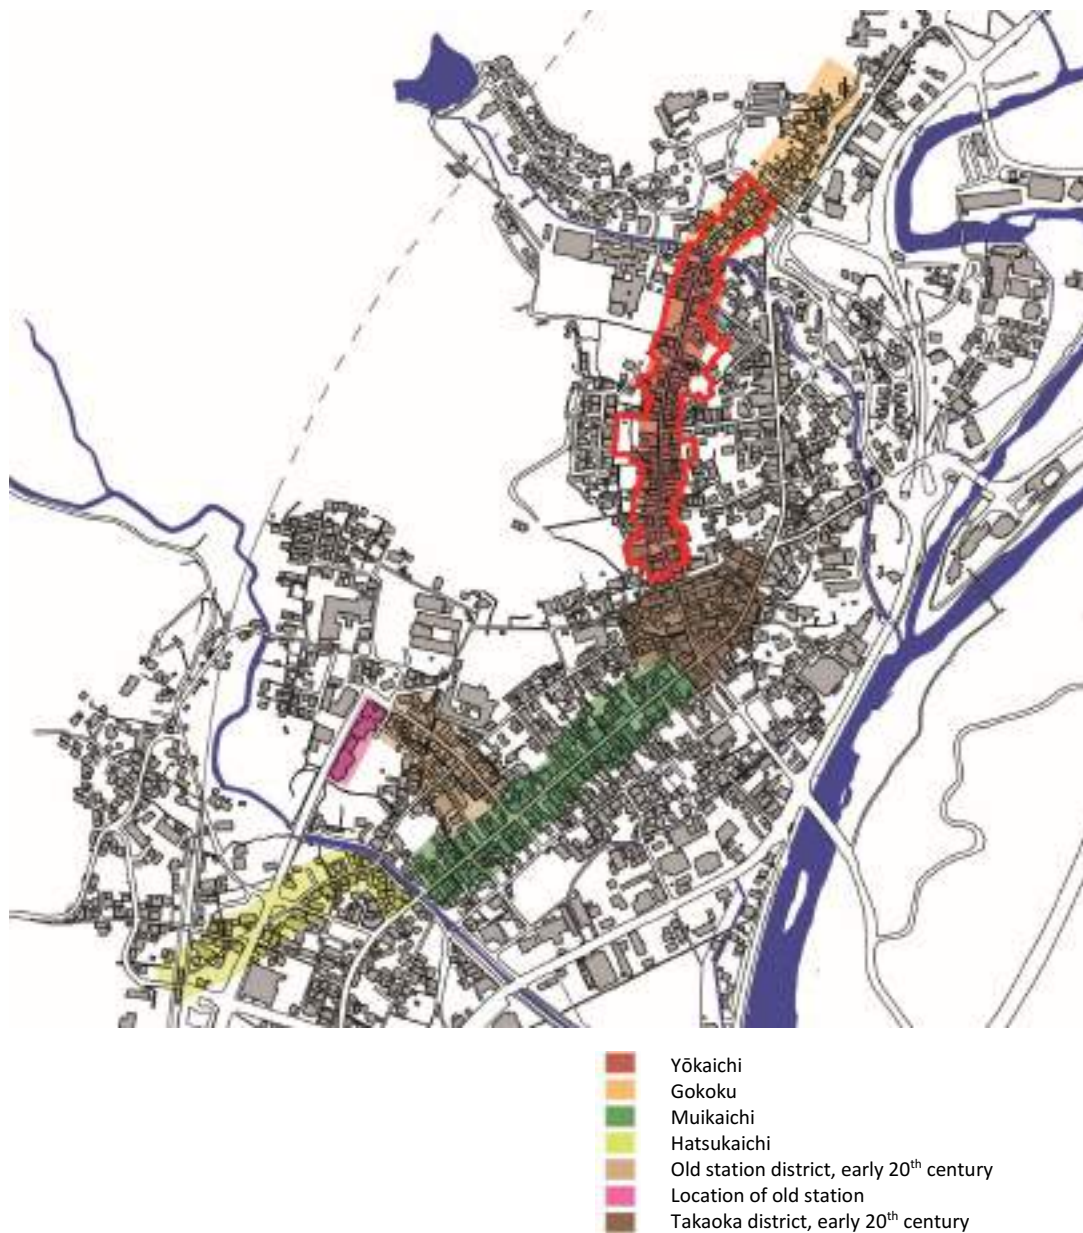 Yōkaichi
Gokoku
Muikaichi
Hatsukaichi
Old station district, early 20th century
Location of old station
Takaoka district, early 20th century